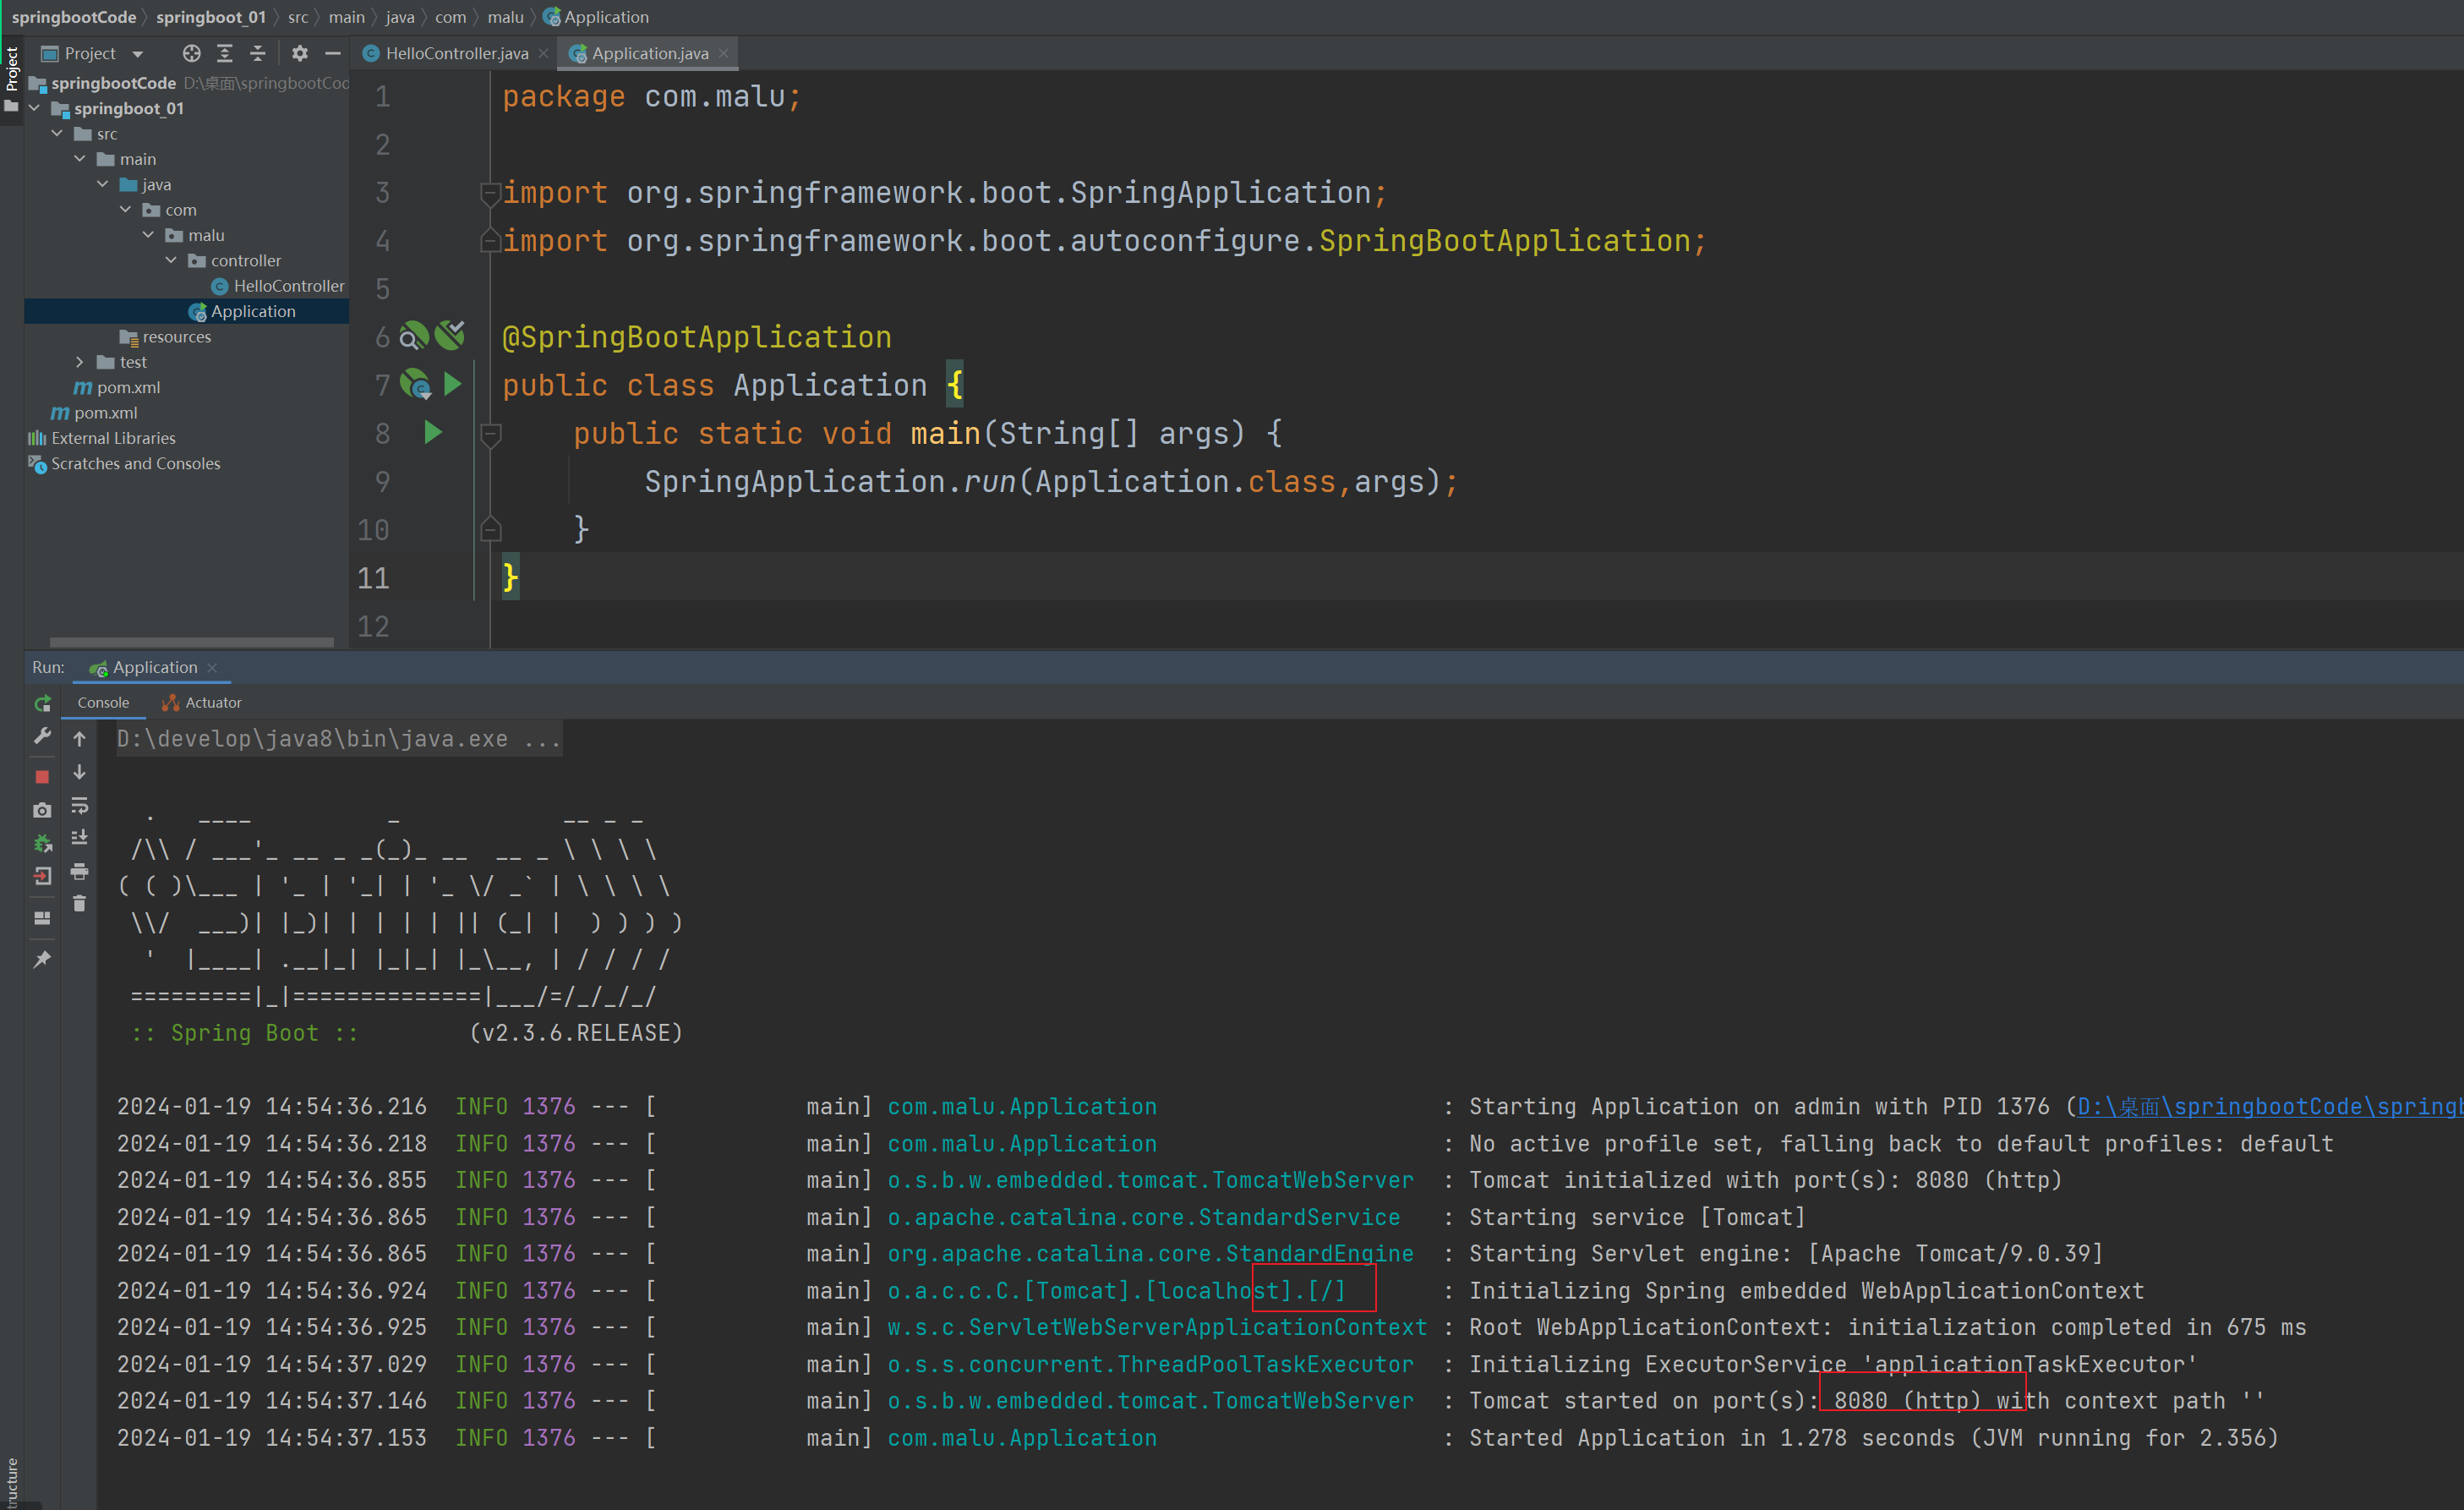 springbootCode springboot_01 src main java com malu Application
Project
Project
HelloController.java
Application.java
springbootCode D:\桌面\springbootCod
springboot_01
src
main
java
com
malu
controller
HelloController
Application
resources
test
pom.xml
pom.xml
External Libraries
Scratches and Consoles
1 package com.malu;
2
3 import org.springframework.boot.SpringApplication;
4 import org.springframework.boot.autoconfigure.SpringBootApplication;
5
6 @SpringBootApplication
7 public class Application {
8     public static void main(String[] args) {
9         SpringApplication.run(Application.class,args);
10     }
11 }
12
Run: Application
Console Actuator
D:\develop\java8\bin\java.exe ...
  .   ____          _            __ _ _
 /\\ / ___'_ __ _ _(_)_ __  __ _ \ \ \ \
( ( )\___ | '_ | '_| | '_ \/ _` | \ \ \ \
 \\/  ___)| |_)| | | | | || (_| |  ) ) ) )
  '  |____| .__|_| |_|_| |_\__, | / / / /
 =========|_|==============|___/=/_/_/_/
 :: Spring Boot ::        (v2.3.6.RELEASE)
2024-01-19 14:54:36.216  INFO 1376 --- [           main] com.malu.Application                     : Starting Application on admin with PID 1376 (D:\桌面\springbootCode\springb
2024-01-19 14:54:36.218  INFO 1376 --- [           main] com.malu.Application                     : No active profile set, falling back to default profiles: default
2024-01-19 14:54:36.855  INFO 1376 --- [           main] o.s.b.w.embedded.tomcat.TomcatWebServer  : Tomcat initialized with port(s): 8080 (http)
2024-01-19 14:54:36.865  INFO 1376 --- [           main] o.apache.catalina.core.StandardService   : Starting service [Tomcat]
2024-01-19 14:54:36.865  INFO 1376 --- [           main] org.apache.catalina.core.StandardEngine  : Starting Servlet engine: [Apache Tomcat/9.0.39]
2024-01-19 14:54:36.924  INFO 1376 --- [           main] o.a.c.c.C.[Tomcat].[localhost].[/]       : Initializing Spring embedded WebApplicationContext
2024-01-19 14:54:36.925  INFO 1376 --- [           main] w.s.c.ServletWebServerApplicationContext : Root WebApplicationContext: initialization completed in 675 ms
2024-01-19 14:54:37.029  INFO 1376 --- [           main] o.s.s.concurrent.ThreadPoolTaskExecutor  : Initializing ExecutorService 'applicationTaskExecutor'
2024-01-19 14:54:37.146  INFO 1376 --- [           main] o.s.b.w.embedded.tomcat.TomcatWebServer  : Tomcat started on port(s): 8080 (http) with context path ''
2024-01-19 14:54:37.153  INFO 1376 --- [           main] com.malu.Application                     : Started Application in 1.278 seconds (JVM running for 2.356)
tructure